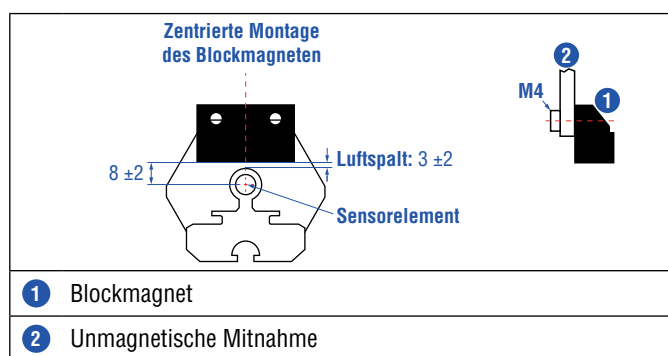 Zentrierte Montage
des Blockmagneten
2
M4
1
8 ±2
Luftspalt: 3 ±2
Sensorelement
1 Blockmagnet
2 Unmagnetische Mitnahme